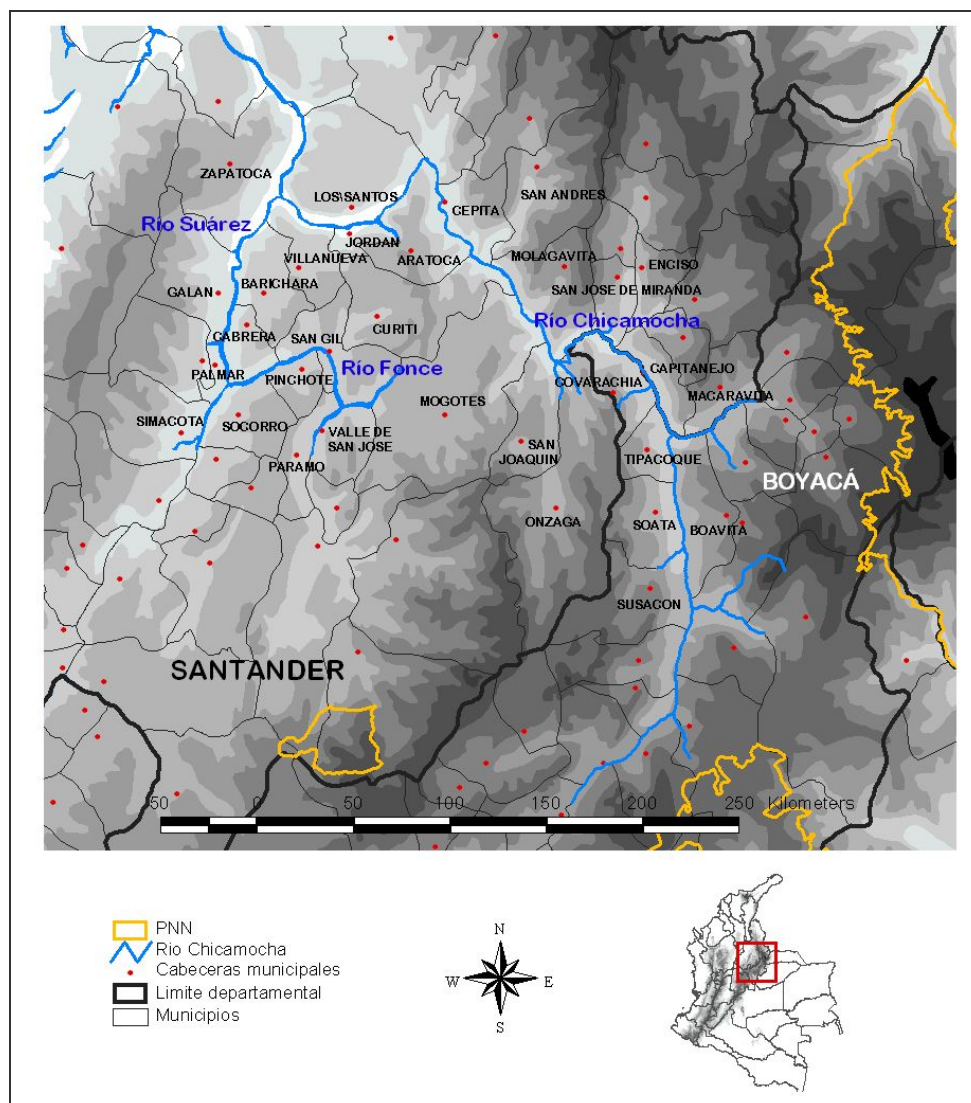 ZAPATOCA
LOS SANTOS
SAN ANDRES
CEPITA
Río Suárez
JORDAN
VILLANUEVA
ARATOCA
MOLAGAVITA
ENCISO
SAN JOSE DE MIRANDA
GALAN
BARICHARA
CURITI
Río Chicamocha
CABRERA
SAN GIL
Río Fonce
PALMAR
PINCHOTE
CAPITANEJO
COVARACHIA
MACARAVITA
MOGOTES
SIMACOTA
SOCORRO
VALLE DE
SAN JOSE
SAN
JOAQUIN
PARAMO
TIPACOQUE
BOYACÁ
ONZAGA
SOATA
BOAVITA
SUSACON
SANTANDER
50 0 50 100 150 200 250 Kilometers
PNN
Rio Chicamocha
Cabeceras municipales
Limite departamental
Municipios
N
W E
S